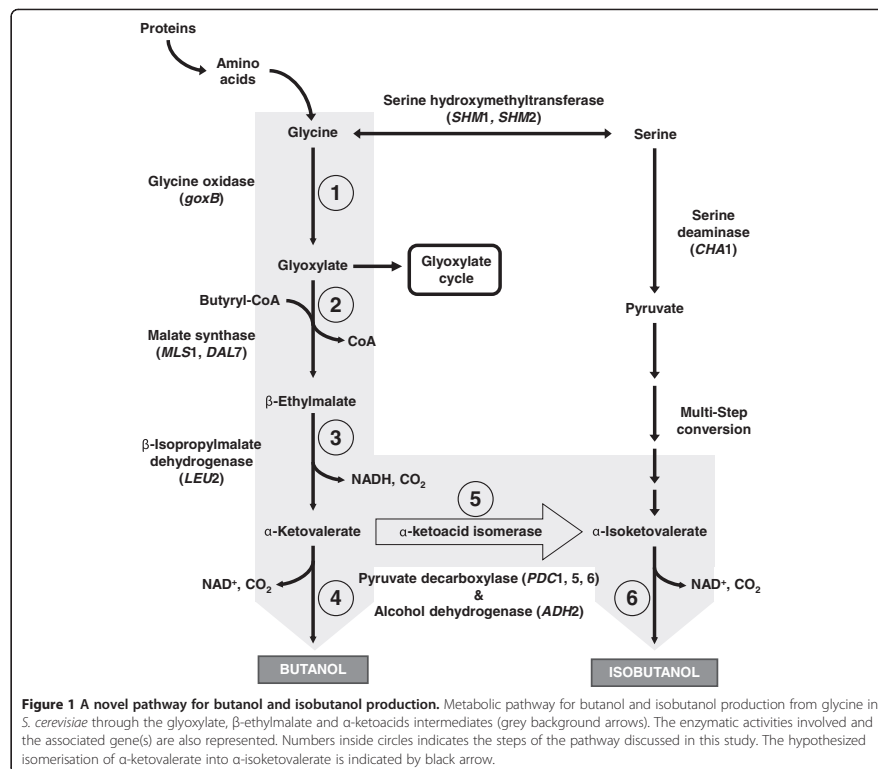 Proteins
Amino
acids
Serine hydroxymethyltransferase
(SHM1, SHM2)
Glycine
Serine
Glycine oxidase
(goxB)
1
Serine
deaminase
(CHA1)
Glyoxylate
Glyoxylate
cycle
Butyryl-CoA
2
Pyruvate
Malate synthase
(MLS1, DAL7)
CoA
β-Ethylmalate
Multi-Step
conversion
3
β-Isopropylmalate
dehydrogenase
(LEU2)
NADH, CO₂
5
α-Ketovalerate
α-ketoacid isomerase
α-Isoketovalerate
NAD⁺, CO₂
4
Pyruvate decarboxylase (PDC1, 5, 6)
&
Alcohol dehydrogenase (ADH2)
6
NAD⁺, CO₂
BUTANOL
ISOBUTANOL
Figure 1 A novel pathway for butanol and isobutanol production. Metabolic pathway for butanol and isobutanol production from glycine in
S. cerevisiae through the glyoxylate, β-ethylmalate and α-ketoacids intermediates (grey background arrows). The enzymatic activities involved and
the associated gene(s) are also represented. Numbers inside circles indicates the steps of the pathway discussed in this study. The hypothesized
isomerisation of α-ketovalerate into α-isoketovalerate is indicated by black arrow.